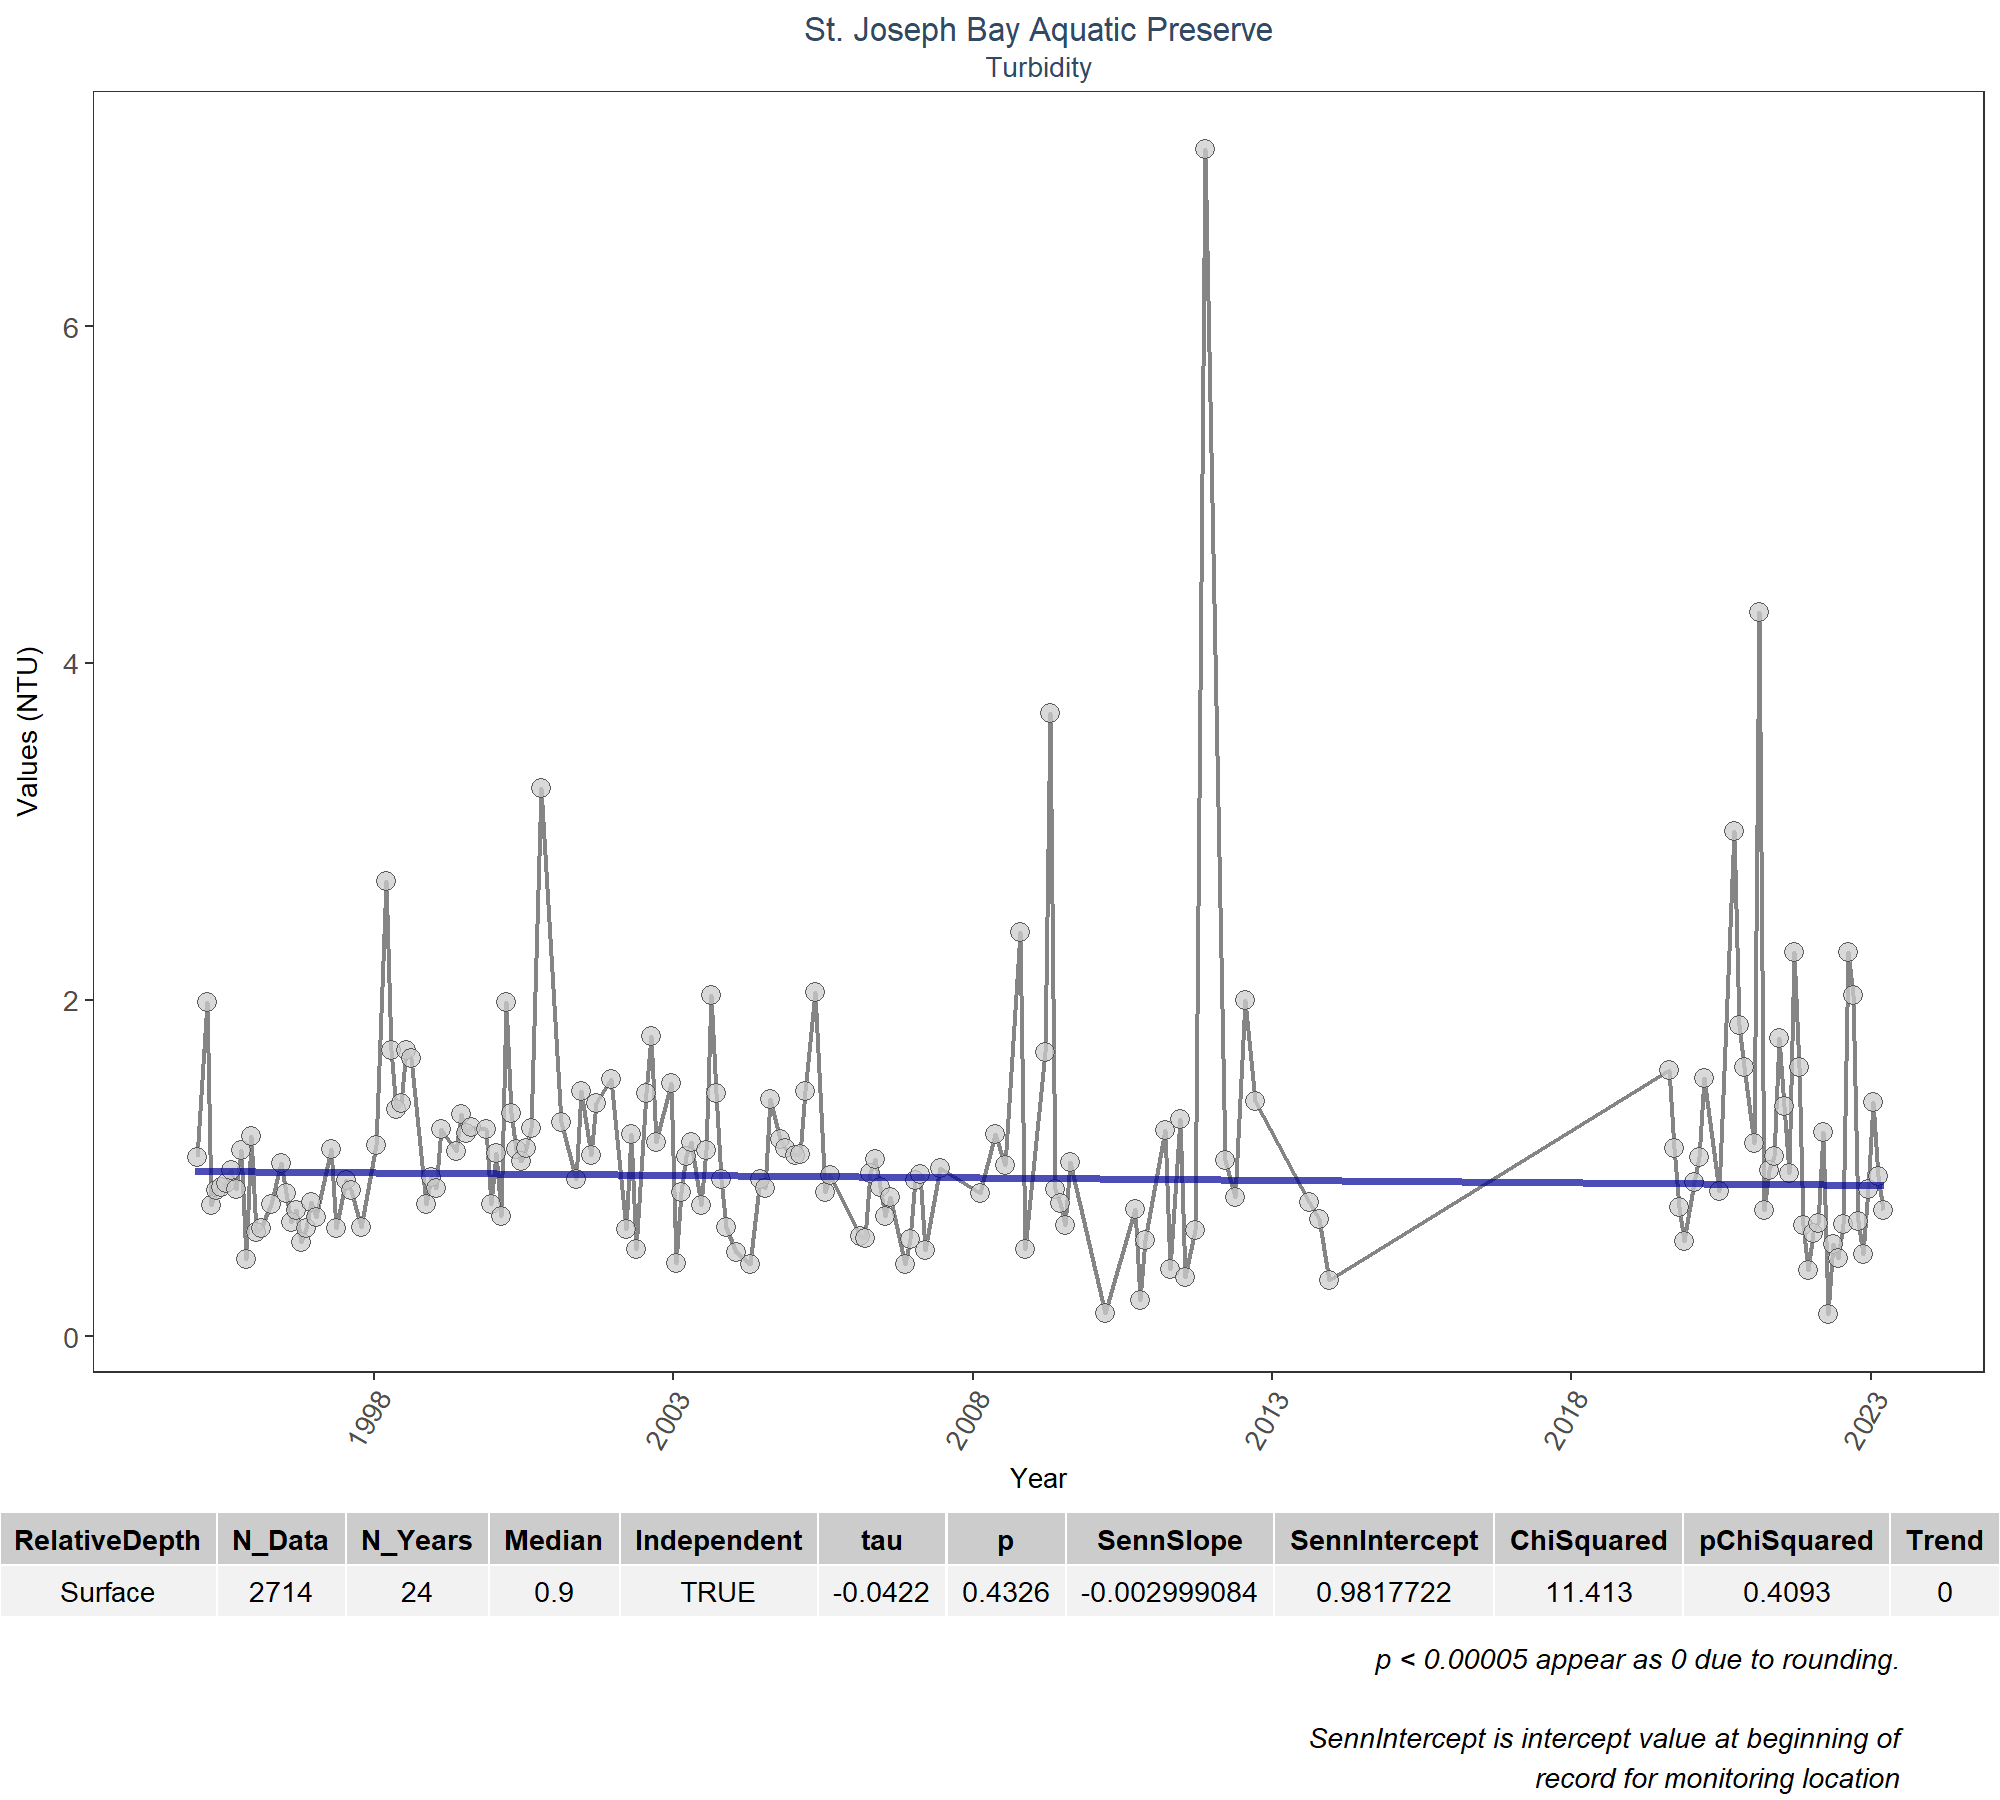 St. Joseph Bay Aquatic Preserve
Turbidity
Values (NTU)
6
4
2
0
1998 2003 2008 2013 2018 2023
Year
RelativeDepth N_Data N_Years Median Independent tau p SennSlope SennIntercept ChiSquared pChiSquared Trend
Surface 2714 24 0.9 TRUE -0.0422 0.4326 -0.002999084 0.9817722 11.413 0.4093 0
p < 0.00005 appear as 0 due to rounding.
SennIntercept is intercept value at beginning of
record for monitoring location